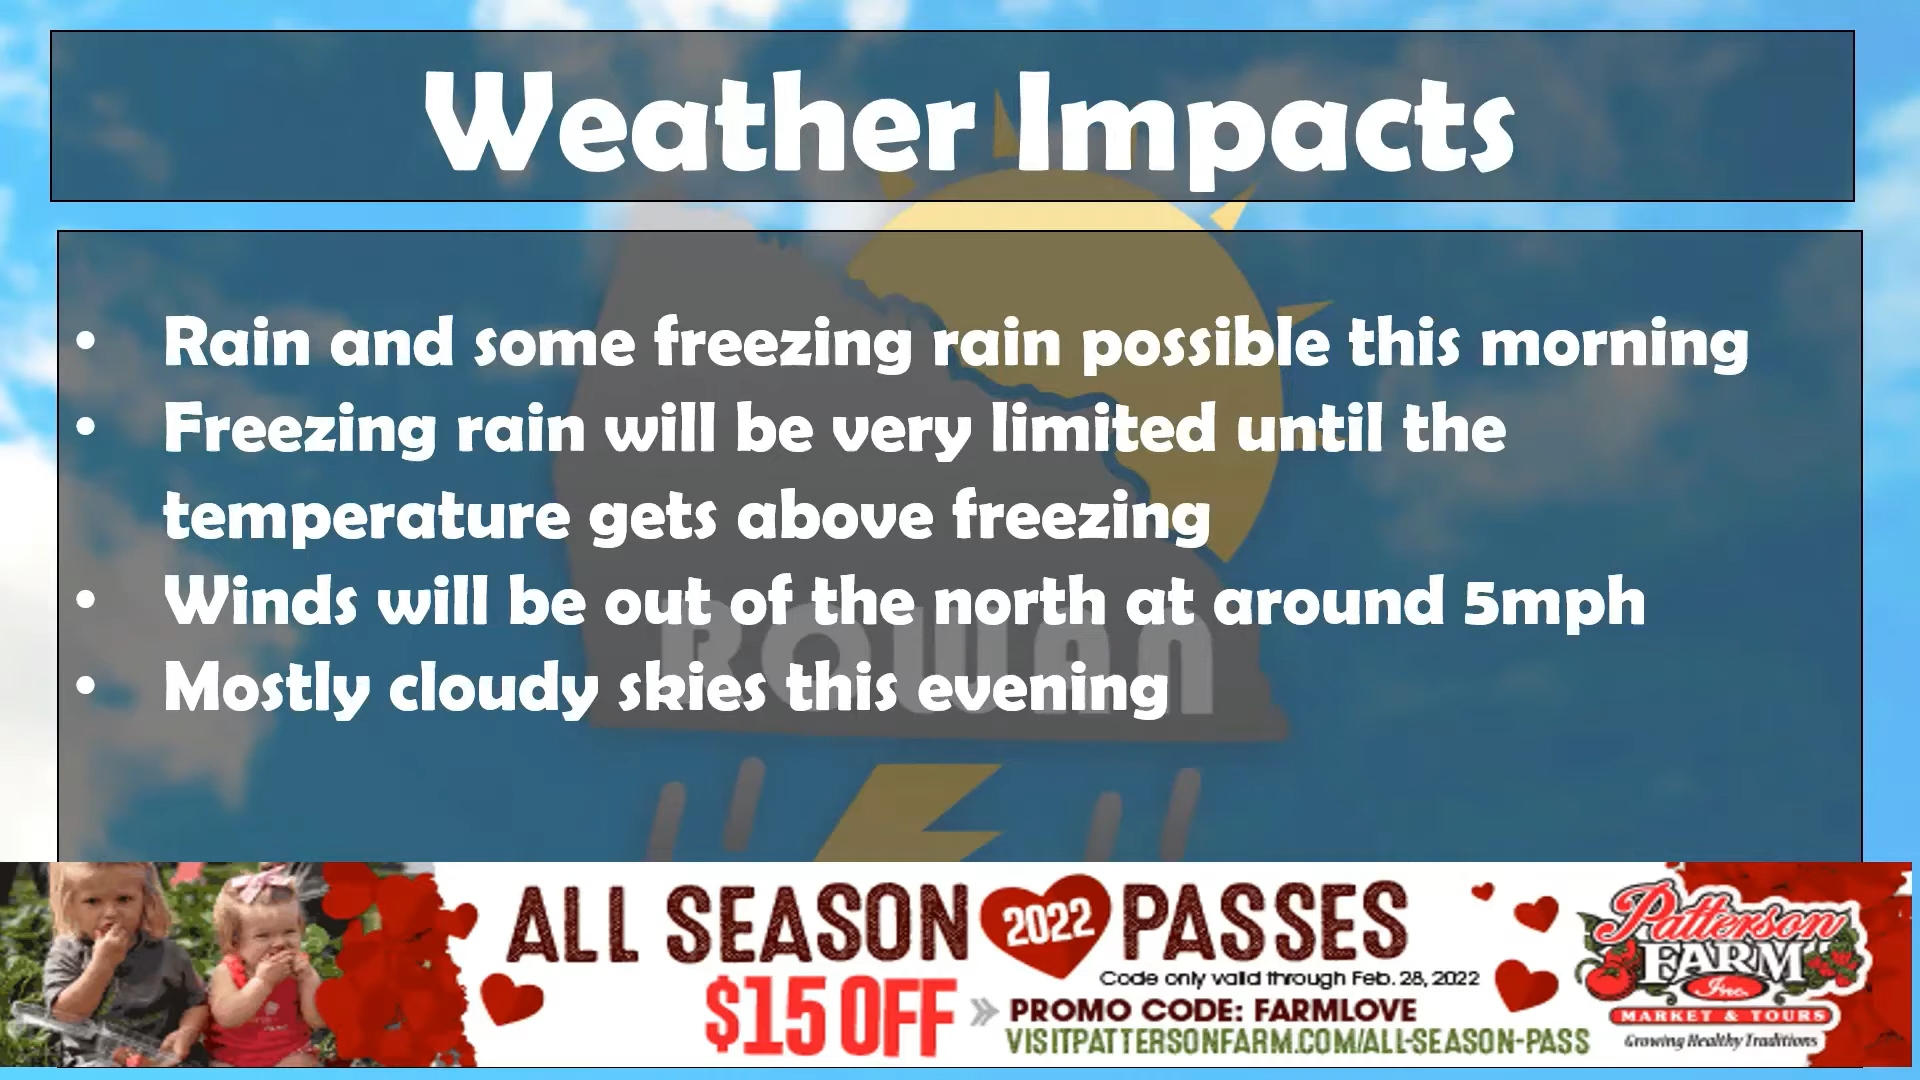 Weather Impacts
• Rain and some freezing rain possible this morning
• Freezing rain will be very limited until the
temperature gets above freezing
• Winds will be out of the north at around 5mph
• Mostly cloudy skies this evening
ROWAN
ALL SEASON 2022 PASSES
Code only valid through Feb. 28, 2022
$15 OFF » PROMO CODE: FARMLOVE
VISITPATTERSONFARM.COM/ALL-SEASON-PASS
Patterson
FARM
Inc.
MARKET & TOURS
Growing Healthy Traditions